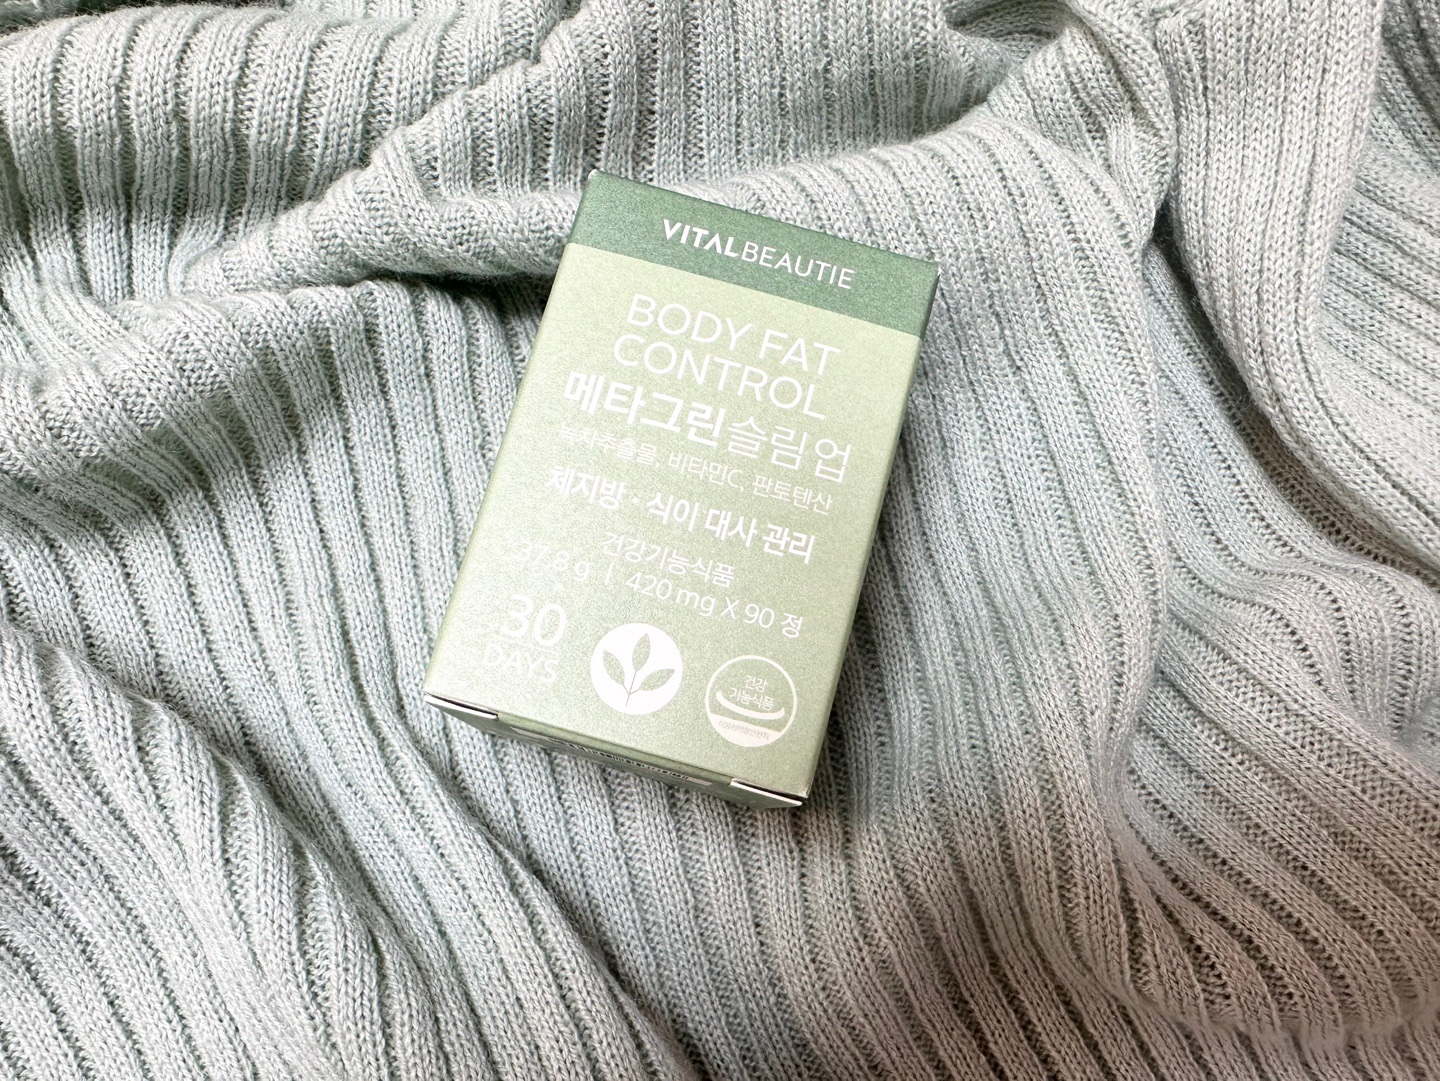 VITALBEAUTIE
BODY FAT
CONTROL
메타그린슬림 업
녹차추출물, 비타민C, 판토텐산
체지방 · 식이 대사 관리
건강기능식품
37.8 g | 420 mg X 90 정
30
DAYS
건강
기능식품